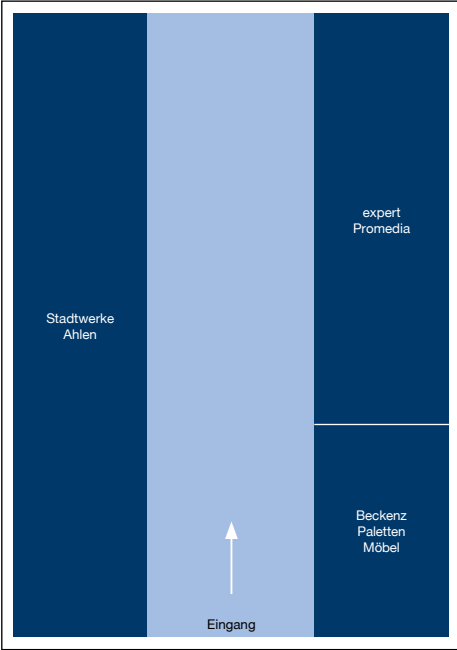 expert
Promedia
Stadtwerke
Ahlen
Beckenz
Paletten
Möbel
Eingang